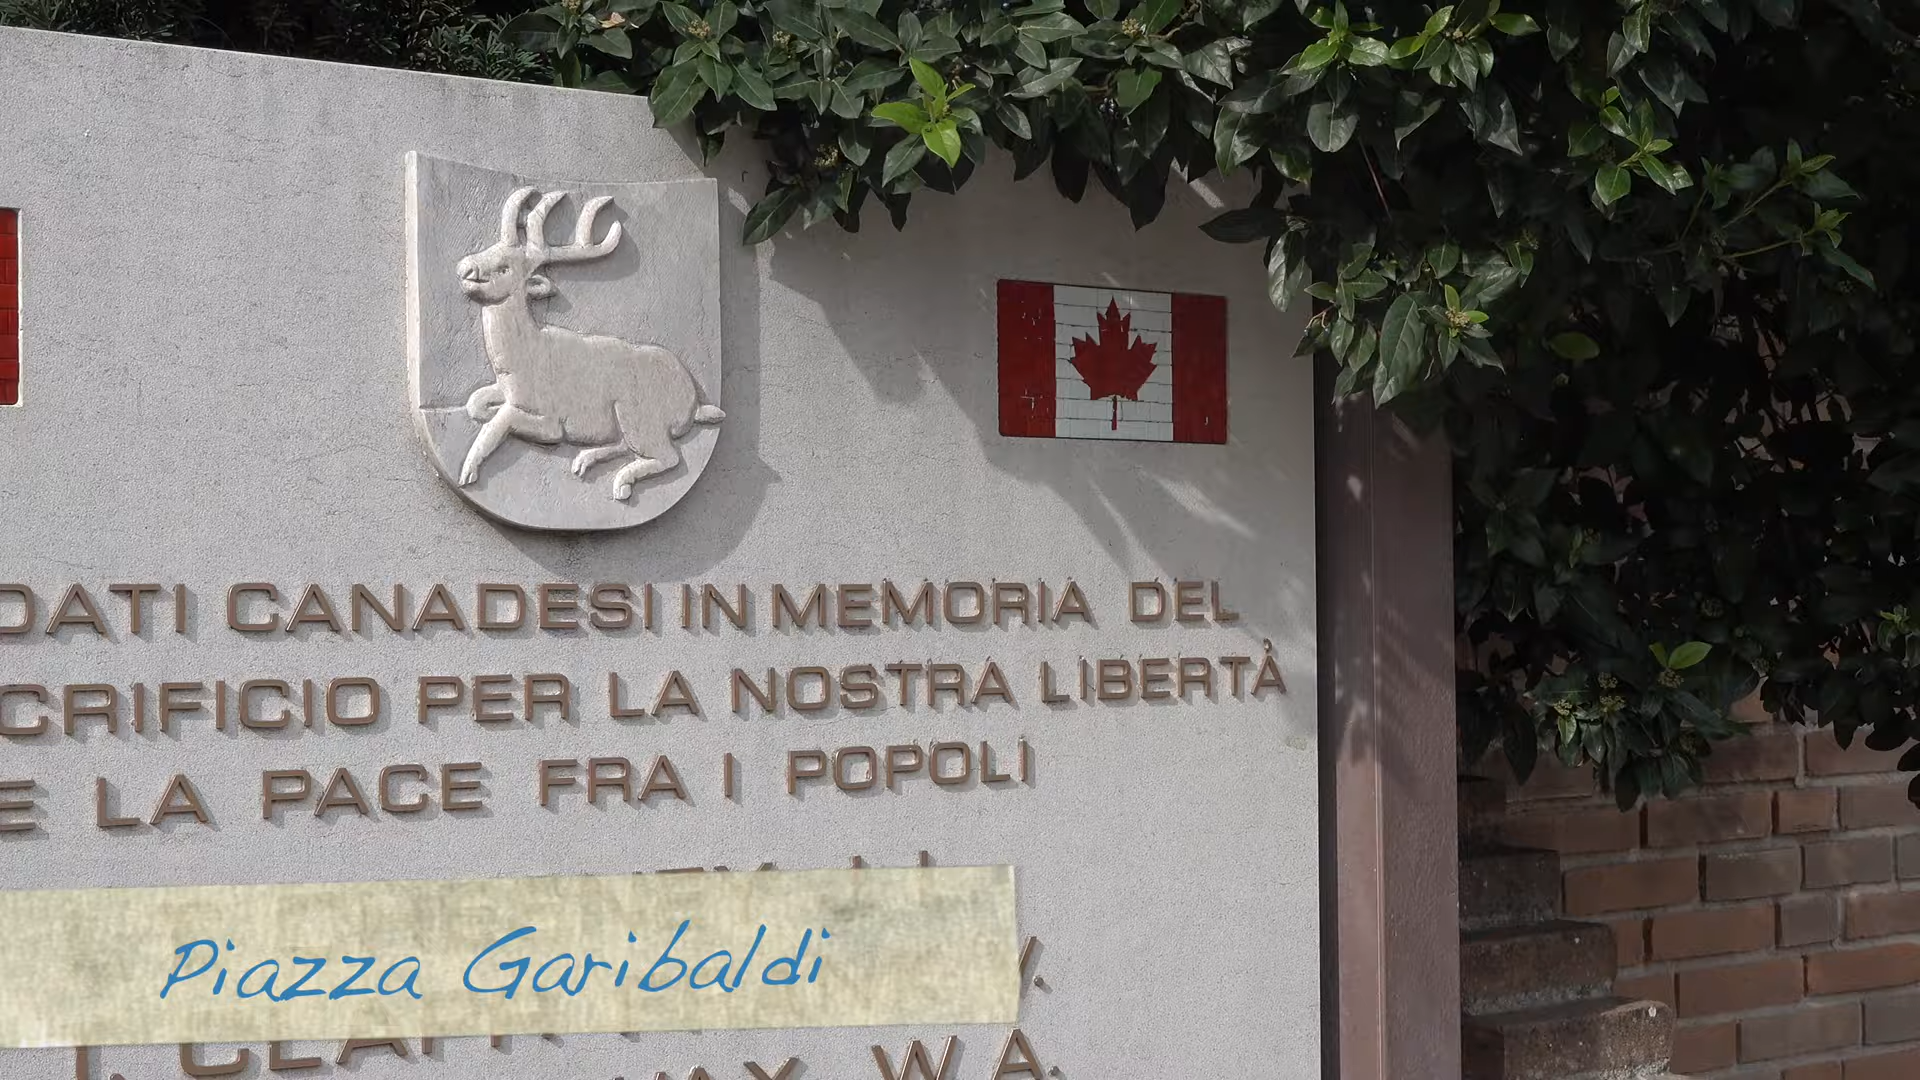 DATI CANADESI IN MEMORIA DEL
CRIFICIO PER LA NOSTRA LIBERTÀ
E LA PACE FRA I POPOLI
Piazza Garibaldi
W.A.